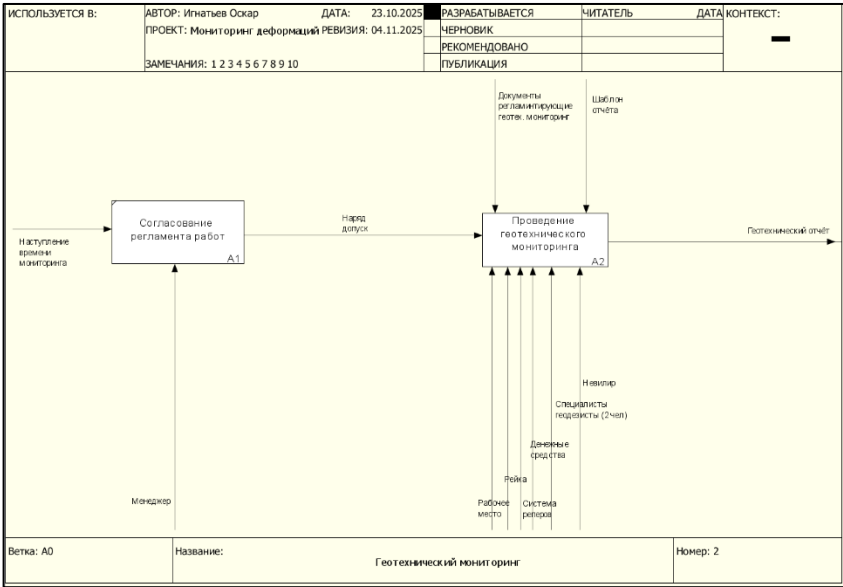 ИСПОЛЬЗУЕТСЯ В:
АВТОР: Игнатьев Оскар
ДАТА: 23.10.2025
РАЗРАБАТЫВАЕТСЯ
ЧИТАТЕЛЬ
ДАТА
КОНТЕКСТ:
ПРОЕКТ: Мониторинг деформаций
РЕВИЗИЯ: 04.11.2025
ЧЕРНОВИК
РЕКОМЕНДОВАНО
ЗАМЕЧАНИЯ: 1 2 3 4 5 6 7 8 9 10
ПУБЛИКАЦИЯ
Документы
регламинтирующие
геотех. мониторинг
Шаблон
отчёта
Наступление
времени
мониторинга
Согласование
регламента работ
A1
Наряд
допуск
Проведение
геотехнического
мониторинга
A2
Геотехнический отчёт
Невилир
Специалисты
геодезисты (2чел)
Денежные
средства
Рейка
Менеджер
Рабочее
место
Система
реперов
Ветка: A0
Название:
Геотехнический мониторинг
Номер: 2